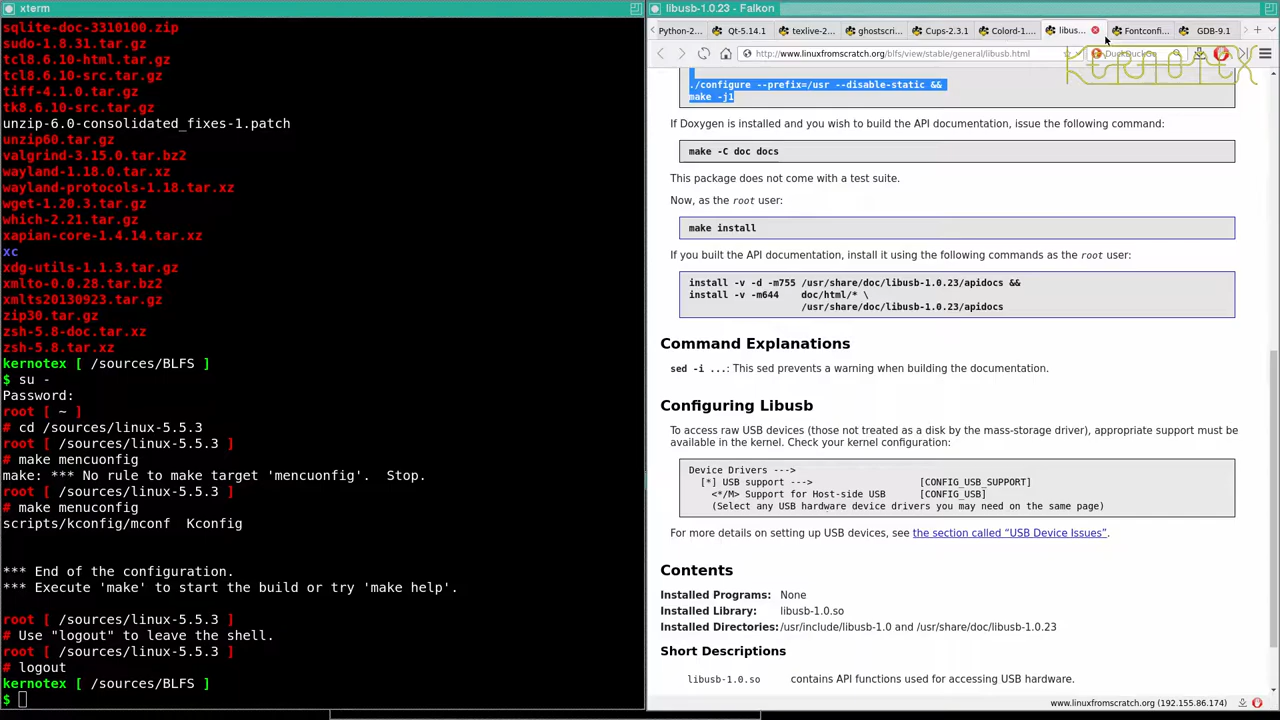 xterm
sqlite-doc-3310100.zip
sudo-1.8.31.tar.gz
tcl8.6.10-html.tar.gz
tcl8.6.10-src.tar.gz
tiff-4.1.0.tar.gz
tk8.6.10-src.tar.gz
unzip-6.0-consolidated_fixes-1.patch
unzip60.tar.gz
valgrind-3.15.0.tar.bz2
wayland-1.18.0.tar.xz
wayland-protocols-1.18.tar.xz
wget-1.20.3.tar.gz
which-2.21.tar.gz
xapian-core-1.4.14.tar.xz
xc
xdg-utils-1.1.3.tar.gz
xmlto-0.0.28.tar.bz2
xmlts20130923.tar.gz
zip30.tar.gz
zsh-5.8-doc.tar.xz
zsh-5.8.tar.xz
kernotex [ /sources/BLFS ]
$ su -
Password:
root [ ~ ]
# cd /sources/linux-5.5.3
root [ /sources/linux-5.5.3 ]
# make mencuonfig
make: *** No rule to make target 'mencuonfig'.  Stop.
root [ /sources/linux-5.5.3 ]
# make menuconfig
scripts/kconfig/mconf  Kconfig
*** End of the configuration.
*** Execute 'make' to start the build or try 'make help'.
root [ /sources/linux-5.5.3 ]
# Use "logout" to leave the shell.
root [ /sources/linux-5.5.3 ]
# logout
kernotex [ /sources/BLFS ]
$
libusb-1.0.23 - Falkon
Python-2... Qt-5.14.1 texlive-2... ghostscri... Cups-2.3.1 Colord-1.4... libus... Fontconfi... GDB-9.1
http://www.linuxfromscratch.org/blfs/view/stable/general/libusb.html DuckDuckGo
KERNOTEX
./configure --prefix=/usr --disable-static &&
make -j1
If Doxygen is installed and you wish to build the API documentation, issue the following command:
make -C doc docs
This package does not come with a test suite.
Now, as the root user:
make install
If you built the API documentation, install it using the following commands as the root user:
install -v -d -m755 /usr/share/doc/libusb-1.0.23/apidocs &&
install -v -m644    doc/html/* \
/usr/share/doc/libusb-1.0.23/apidocs
Command Explanations
sed -i ...: This sed prevents a warning when building the documentation.
Configuring Libusb
To access raw USB devices (those not treated as a disk by the mass-storage driver), appropriate support must be
available in the kernel. Check your kernel configuration:
Device Drivers --->
[*] USB support --->              [CONFIG_USB_SUPPORT]
<*/M> Support for Host-side USB     [CONFIG_USB]
(Select any USB hardware device drivers you may need on the same page)
For more details on setting up USB devices, see the section called “USB Device Issues”.
Contents
Installed Programs: None
Installed Library: libusb-1.0.so
Installed Directories: /usr/include/libusb-1.0 and /usr/share/doc/libusb-1.0.23
Short Descriptions
libusb-1.0.so contains API functions used for accessing USB hardware.
www.linuxfromscratch.org (192.155.86.174)